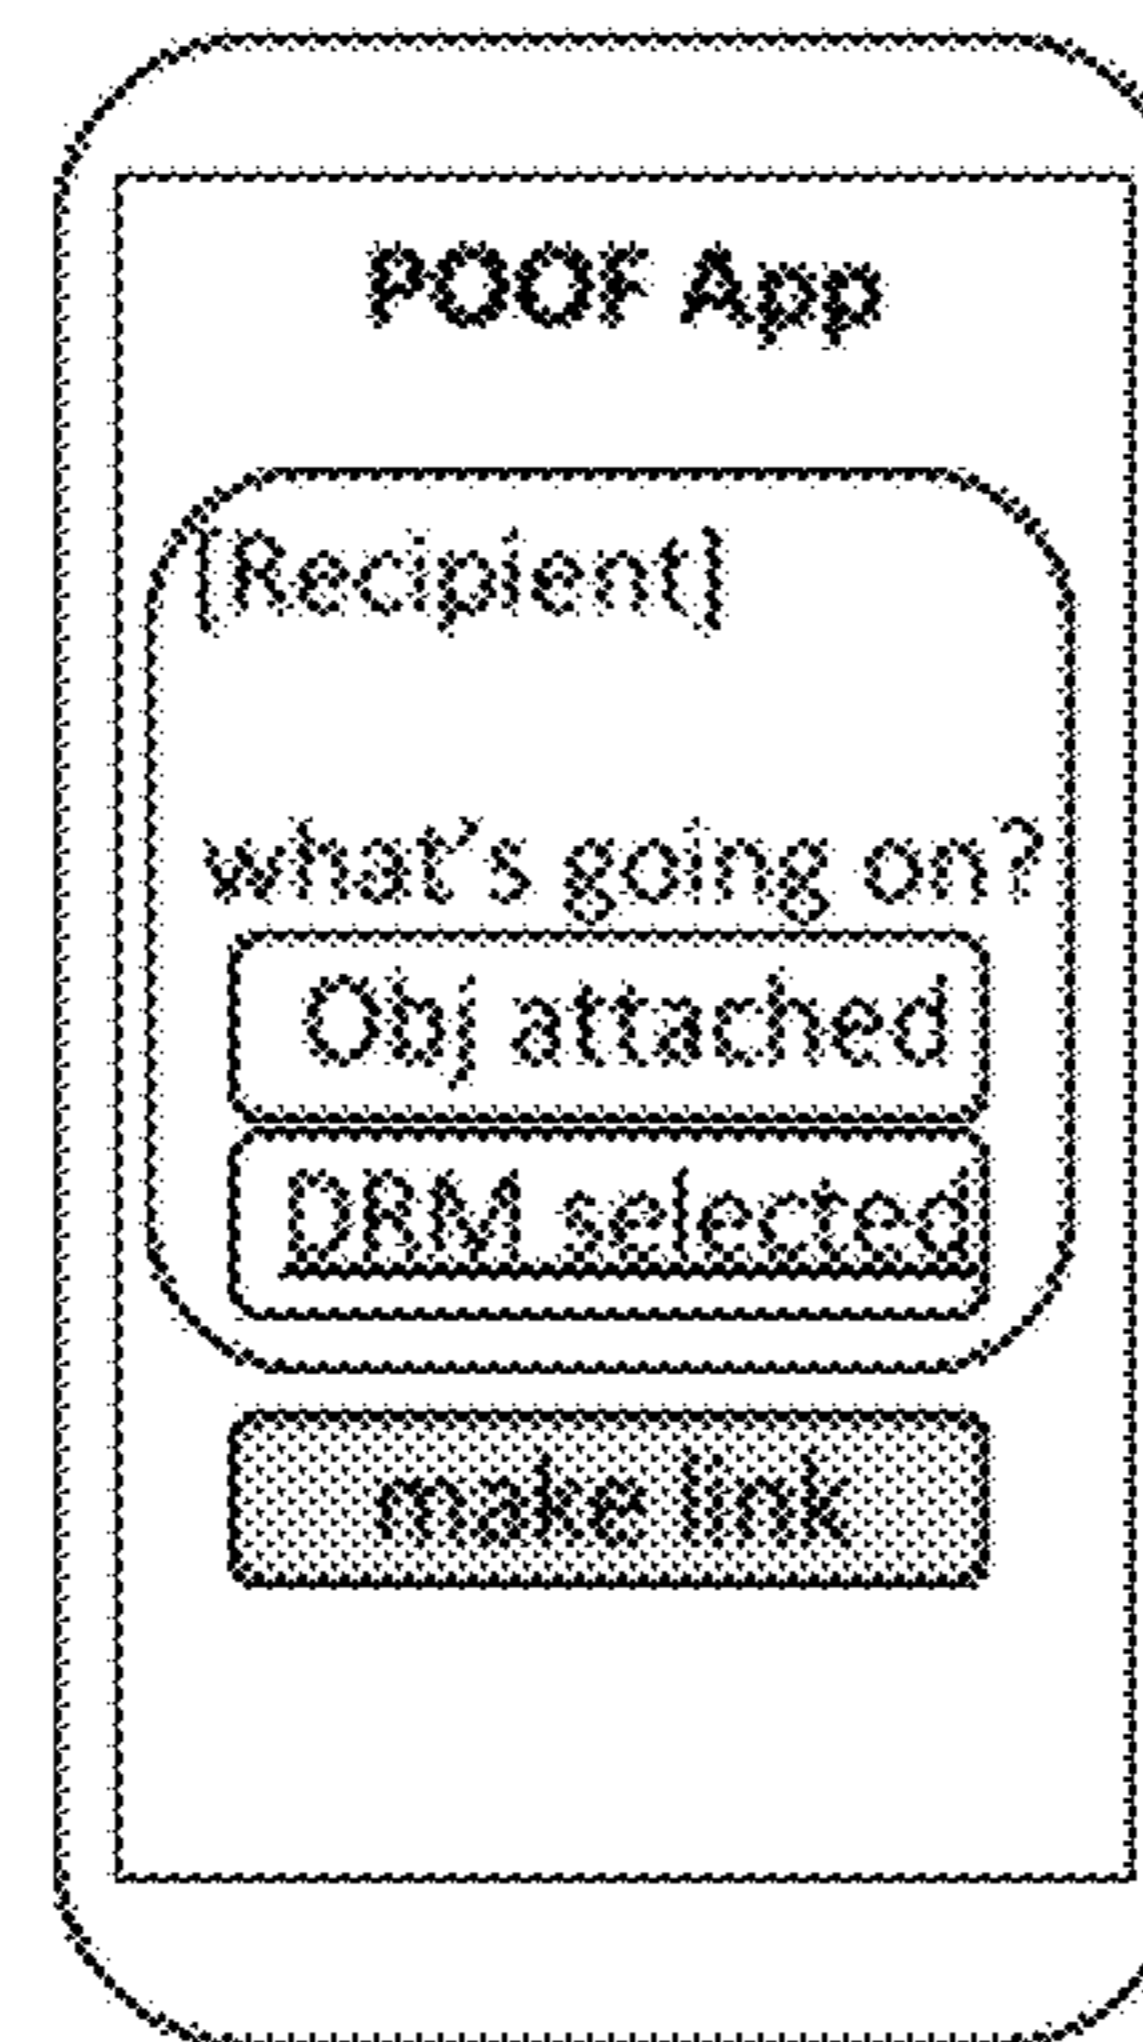 POOF App
[Recipient]
what's going on?
Obj attached
DRM selected
make link